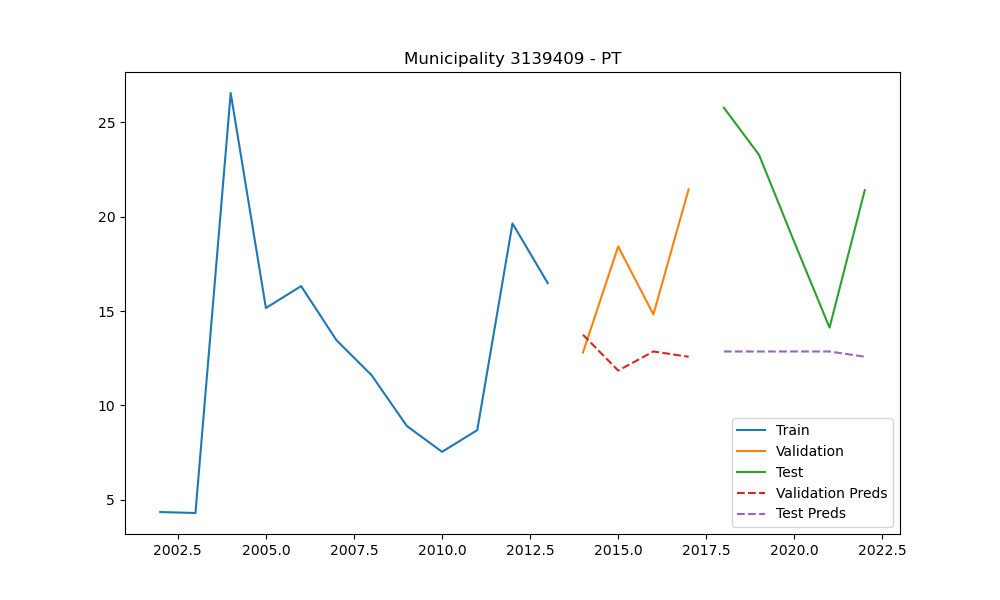 Municipality 3139409 - PT
25
20
15
10
5
2002.5 2005.0 2007.5 2010.0 2012.5 2015.0 2017.5 2020.0 2022.5
Train
Validation
Test
Validation Preds
Test Preds